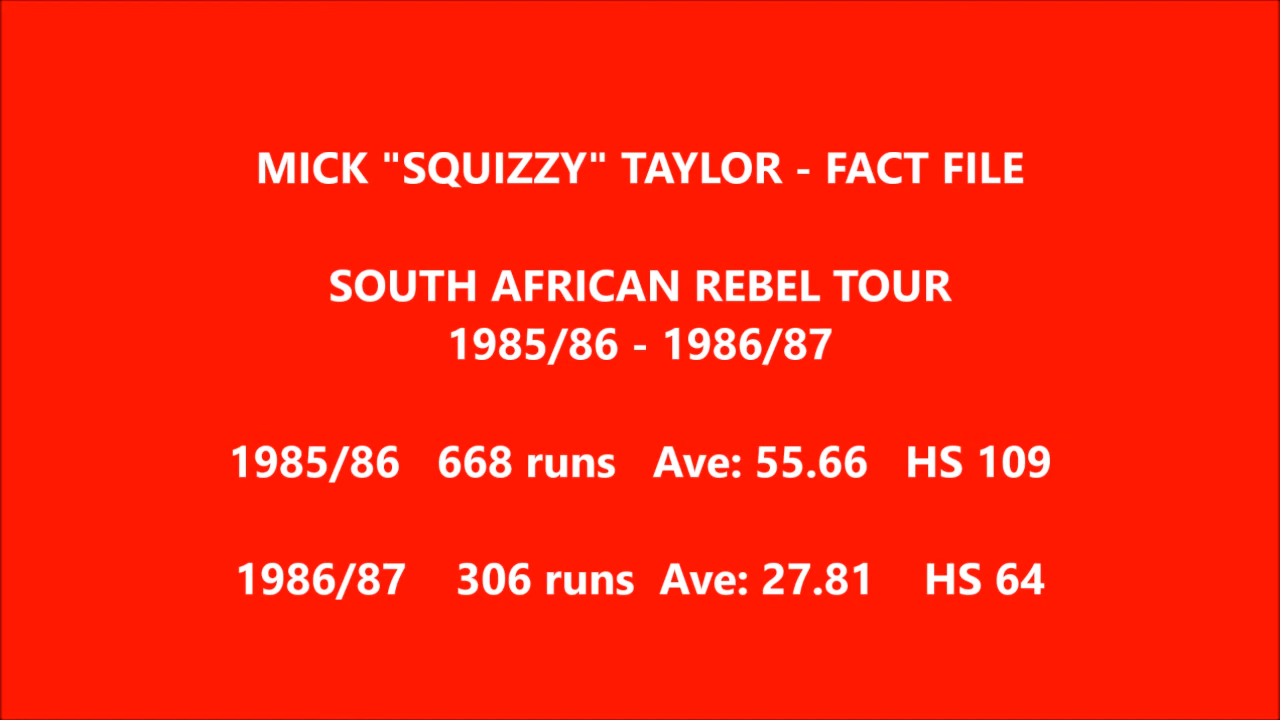 MICK "SQUIZZY" TAYLOR - FACT FILE
SOUTH AFRICAN REBEL TOUR
1985/86 - 1986/87
1985/86 668 runs Ave: 55.66 HS 109
1986/87 306 runs Ave: 27.81 HS 64